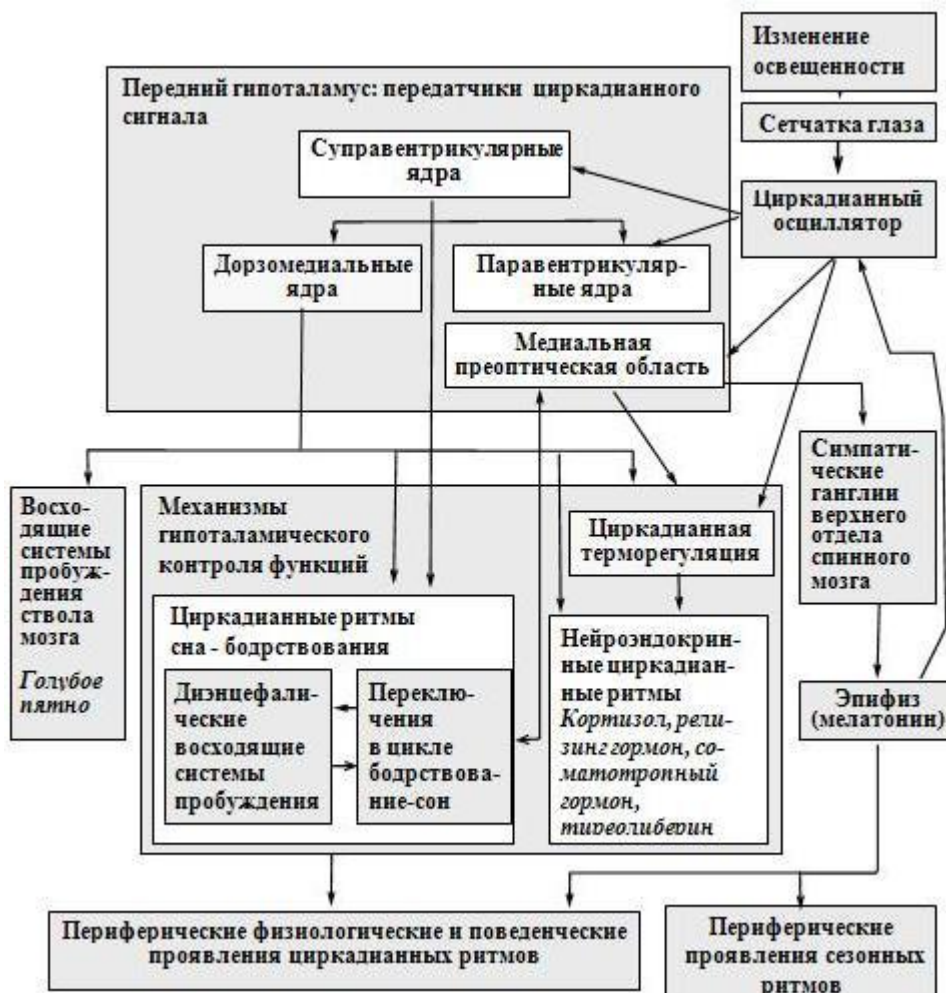 Изменение
освещенности
Передний гипоталамус: передатчики циркадианного
сигнала
Сетчатка глаза
Суправентрикулярные
ядра
Циркадианный
осциллятор
Дорзомедиальные
ядра
Паравентрикуляр-
ные ядра
Медиальная
преоптическая область
Симпати-
ческие
ганглии
верхнего
отдела
спинного
мозга
Восхо-
дящие
системы
пробуж-
дения
ствола
мозга
Голубое
пятно
Механизмы
гипоталамического
контроля функций
Циркадианная
терморегуляция
Циркадианные ритмы
сна - бодрствования
Диэнцефали-
ческие
восходящие
системы
пробуждения
Переклю-
чения
в цикле
бодрствова-
ние-сон
Нейроэндокрин-
ные циркадиан-
ные ритмы
Кортизол, рели-
зинг гормон, со-
матотропный
гормон,
тиреолиберин
Эпифиз
(мелатонин)
Периферические физиологические и поведенческие
проявления циркадианных ритмов
Периферические
проявления сезонных
ритмов